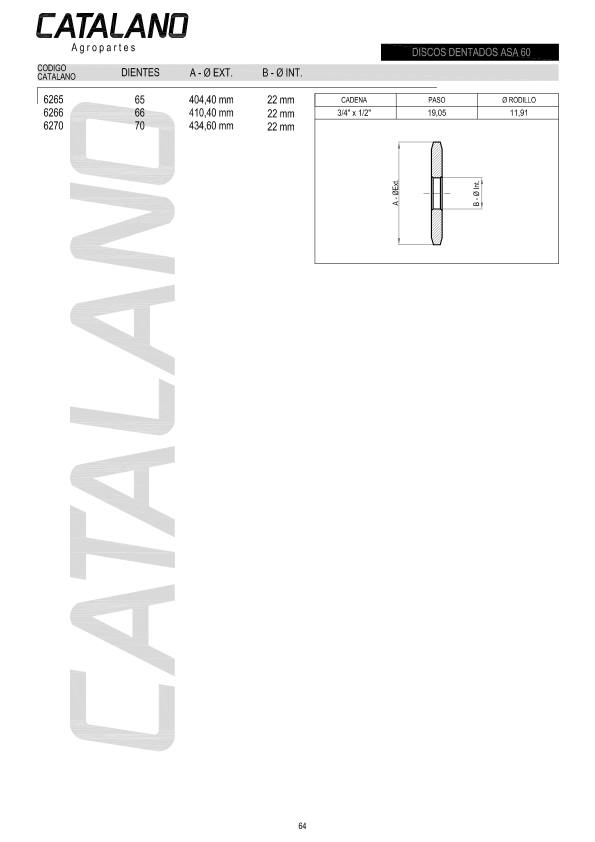 CATALANO
Agropartes
DISCOS DENTADOS ASA 60
CODIGO CATALANO DIENTES A - Ø EXT. B - Ø INT.
6265 65 404,40 mm 22 mm
6266 66 410,40 mm 22 mm
6270 70 434,60 mm 22 mm
CADENA PASO Ø RODILLO
3/4" x 1/2" 19,05 11,91
A - ØExt.
B - Ø Int.
CATALANO
64